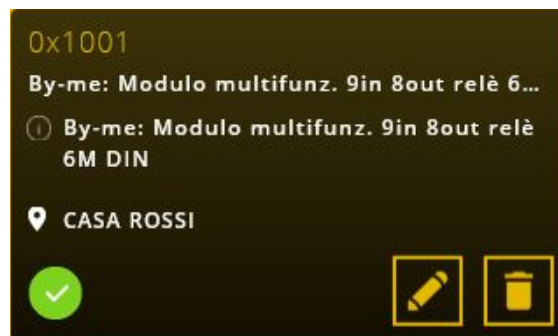 0x1001
By-me: Modulo multifunz. 9in 8out relè 6...
By-me: Modulo multifunz. 9in 8out relè
6M DIN
CASA ROSSI